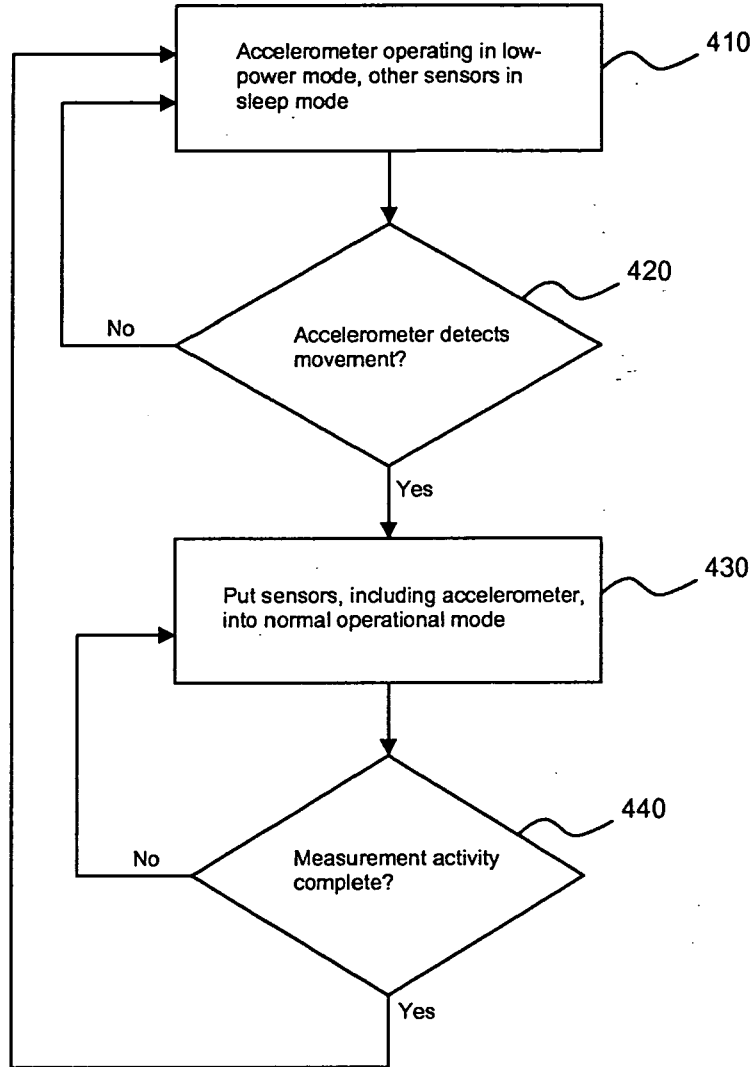 Accelerometer operating in low-
power mode, other sensors in
sleep mode
410
420
No
Accelerometer detects
movement?
Yes
430
Put sensors, including accelerometer,
into normal operational mode
440
No
Measurement activity
complete?
Yes